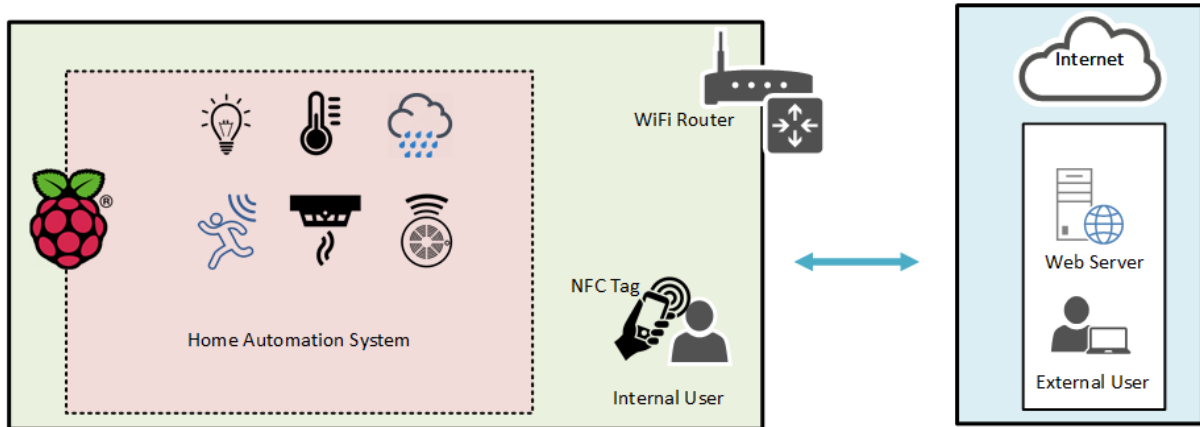 Internet
WiFi Router
®
Web Server
NFC Tag
Home Automation System
External User
Internal User